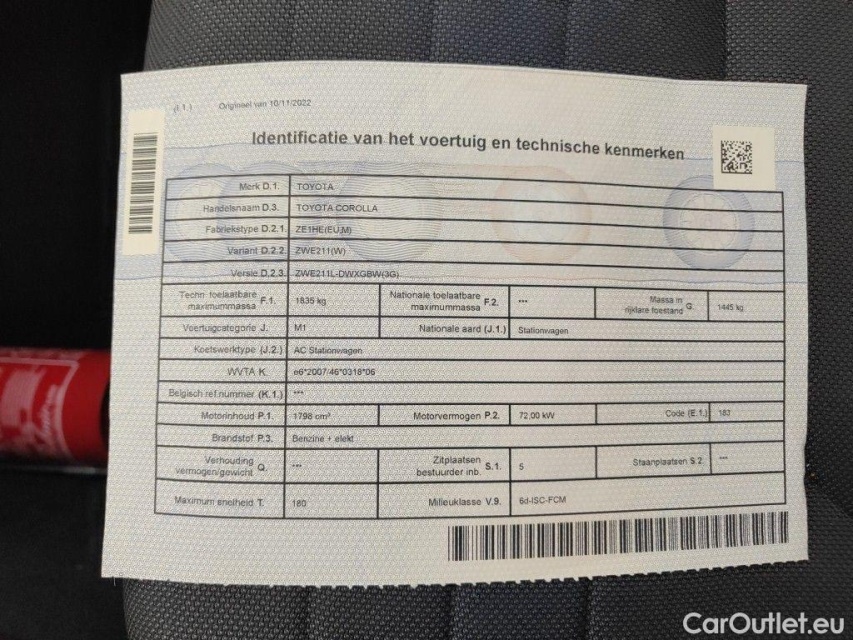 (E.1.) Origineel van 10/11/2022
Identificatie van het voertuig en technische kenmerken
Merk D.1. TOYOTA
Handelsnaam D.3. TOYOTA COROLLA
Fabriekstype D.2.1. ZE1HE(EU,M)
Variant D.2.2. ZWE211(W)
Versie D.2.3. ZWE211L-DWXGBW(3G)
Techn. toelaatbare maximummassa F.1. 1835 kg Nationale toelaatbare maximummassa F.2. *** Massa in rijklare toestand G. 1445 kg
Voertuigcategorie J. M1 Nationale aard (J.1.) Stationwagen
Koetswerktype (J.2.) AC Stationwagen
WVTA K. e6*2007/46*0318*06
Belgisch ref.nummer (K.1.) ***
Motorinhoud P.1. 1798 cm³ Motorvermogen P.2. 72,00 kW Code (E.1.) 183
Brandstof P.3. Benzine + elekt
Verhouding vermogen/gewicht Q. *** Zitplaatsen bestuurder inb. S.1. 5 Staanplaatsen S.2. ***
Maximum snelheid T. 180 Milieuklasse V.9. 6d-ISC-FCM
CarOutlet.eu